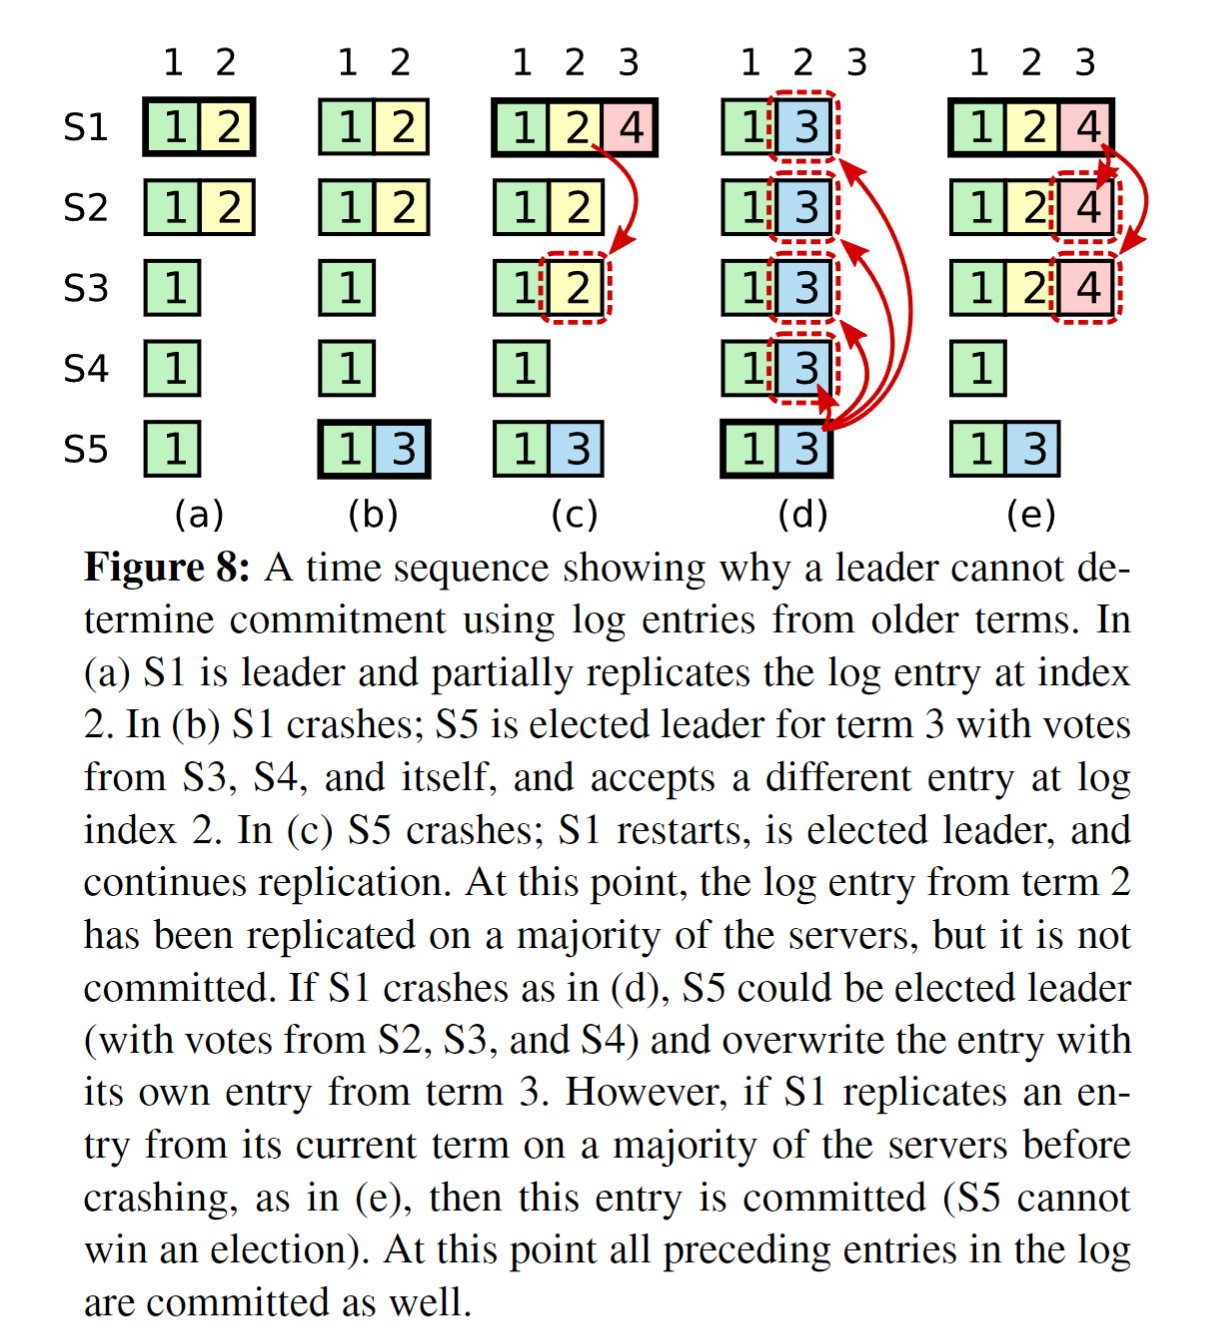 1 2 1 2 1 2 3 1 2 3 1 2 3
S1 1 2 1 2 1 2 4 1 3 1 2 4
S2 1 2 1 2 1 2 1 3 1 2 4
S3 1 1 1 2 1 3 1 2 4
S4 1 1 1 1 3 1
S5 1 1 3 1 3 1 3 1 3
(a) (b) (c) (d) (e)
Figure 8: A time sequence showing why a leader cannot de-
termine commitment using log entries from older terms. In
(a) S1 is leader and partially replicates the log entry at index
2. In (b) S1 crashes; S5 is elected leader for term 3 with votes
from S3, S4, and itself, and accepts a different entry at log
index 2. In (c) S5 crashes; S1 restarts, is elected leader, and
continues replication. At this point, the log entry from term 2
has been replicated on a majority of the servers, but it is not
committed. If S1 crashes as in (d), S5 could be elected leader
(with votes from S2, S3, and S4) and overwrite the entry with
its own entry from term 3. However, if S1 replicates an en-
try from its current term on a majority of the servers before
crashing, as in (e), then this entry is committed (S5 cannot
win an election). At this point all preceding entries in the log
are committed as well.